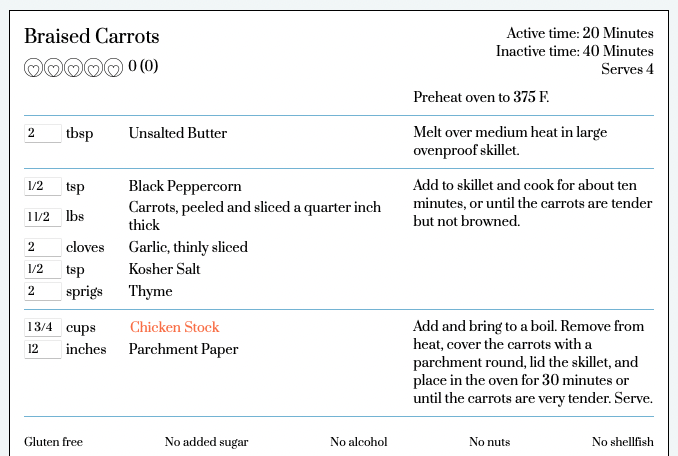 Braised Carrots
Active time: 20 Minutes
Inactive time: 40 Minutes
0 (0)
Serves 4
Preheat oven to 375 F.
2 tbsp Unsalted Butter
Melt over medium heat in large
ovenproof skillet.
1/2 tsp Black Peppercorn
1 1/2 lbs Carrots, peeled and sliced a quarter inch
thick
2 cloves Garlic, thinly sliced
1/2 tsp Kosher Salt
2 sprigs Thyme
Add to skillet and cook for about ten
minutes, or until the carrots are tender
but not browned.
1 3/4 cups Chicken Stock
12 inches Parchment Paper
Add and bring to a boil. Remove from
heat, cover the carrots with a
parchment round, lid the skillet, and
place in the oven for 30 minutes or
until the carrots are very tender. Serve.
Gluten free No added sugar No alcohol No nuts No shellfish